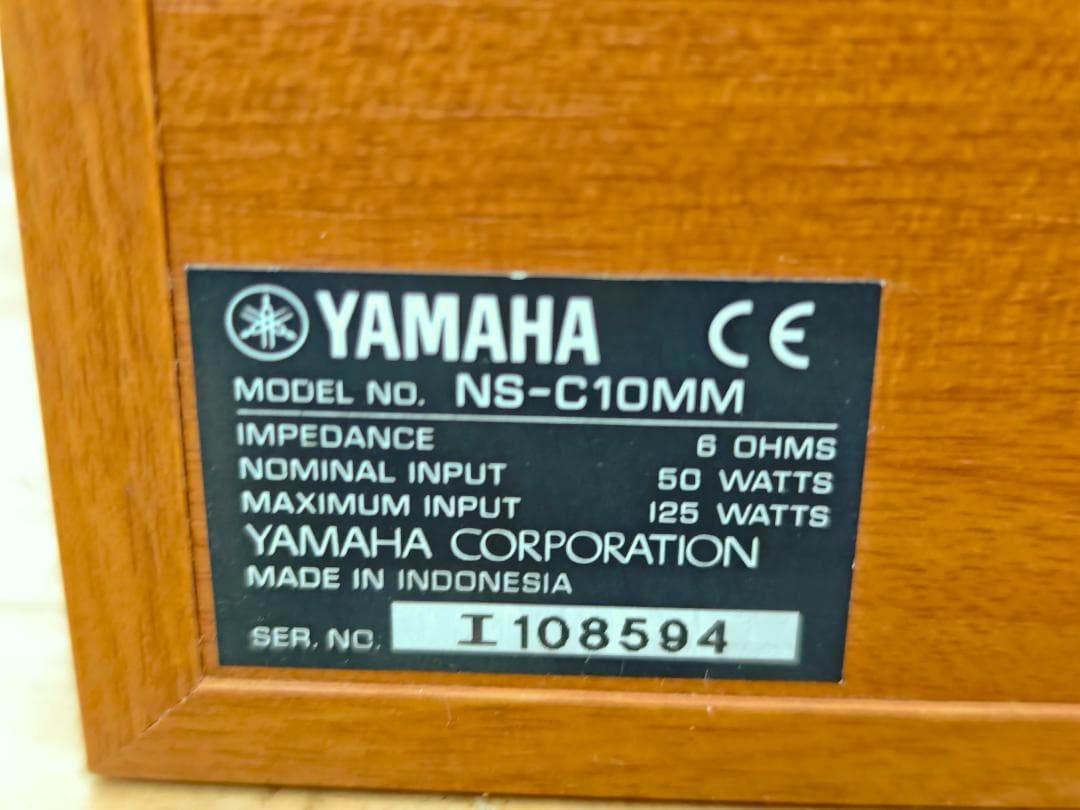 YAMAHA CE
MODEL NO. NS-C10MM
IMPEDANCE 6 OHMS
NOMINAL INPUT 50 WATTS
MAXIMUM INPUT 125 WATTS
YAMAHA CORPORATION
MADE IN INDONESIA
SER. NO. I108594